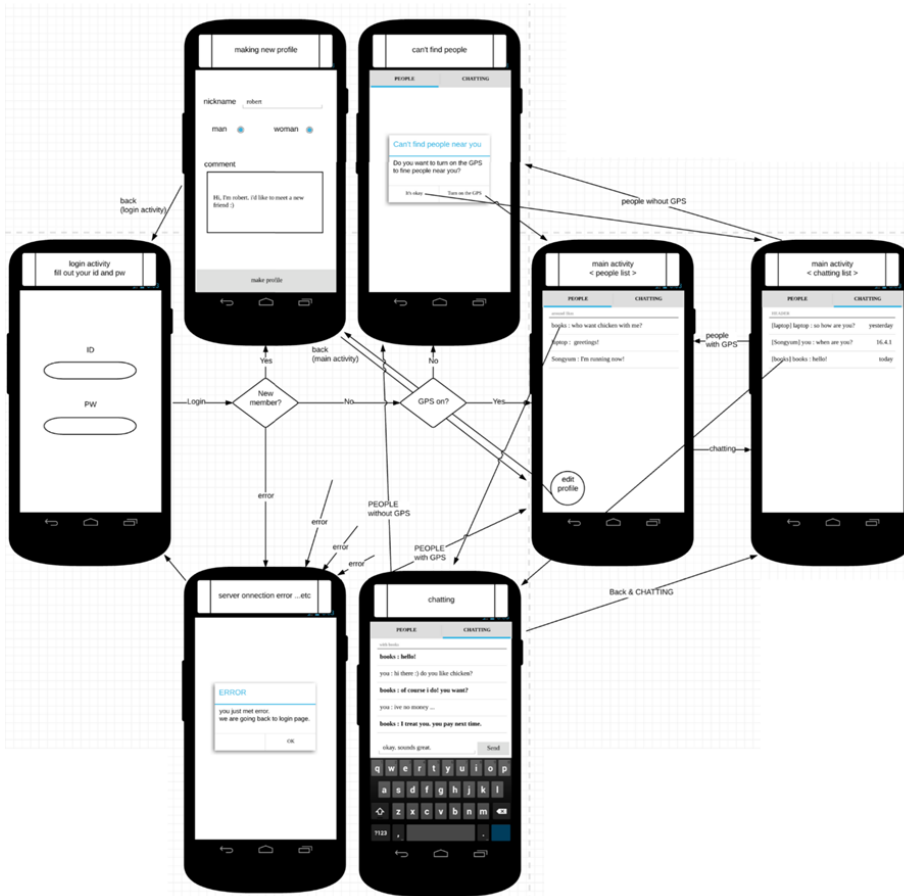 making new profile
nickname
robert
man
woman
comment
Hi, I'm robert. i'd like to meet a new
friend :)
make profile
can't find people
PEOPLE
CHATTING
Can't find people near you
Do you want to turn on the GPS
to fine people near you?
It's okay
Turn on the GPS
back
(login activity)
people wihout GPS
login activity
fill out your id and pw
ID
PW
main activity
< people list >
PEOPLE
CHATTING
books : who want chicken with me?
laptop : greetings!
Songyum : I'm running now!
edit
profile
main activity
< chatting list >
PEOPLE
CHATTING
[laptop] laptop : so how are you?
yesterday
[Songyum] you : when are you?
16.4.1
[books] books : hello!
today
people
with GPS
chatting
back
(main activity)
Login
New
member?
Yes
No
GPS on?
No
Yes
error
error
error
error
PEOPLE
without GPS
PEOPLE
with GPS
Back & CHATTING
server onnection error ...etc
ERROR
you just met error.
we are going back to login page.
OK
chatting
PEOPLE
CHATTING
books : hello!
you : hi there :) do you like chicken?
books : of course i do! you want?
you : ive no money ...
books : I treat you. you pay next time.
okay. sounds great.
Send
q w e r t y u i o p
a s d f g h j k l
z x c v b n m
?123 , .